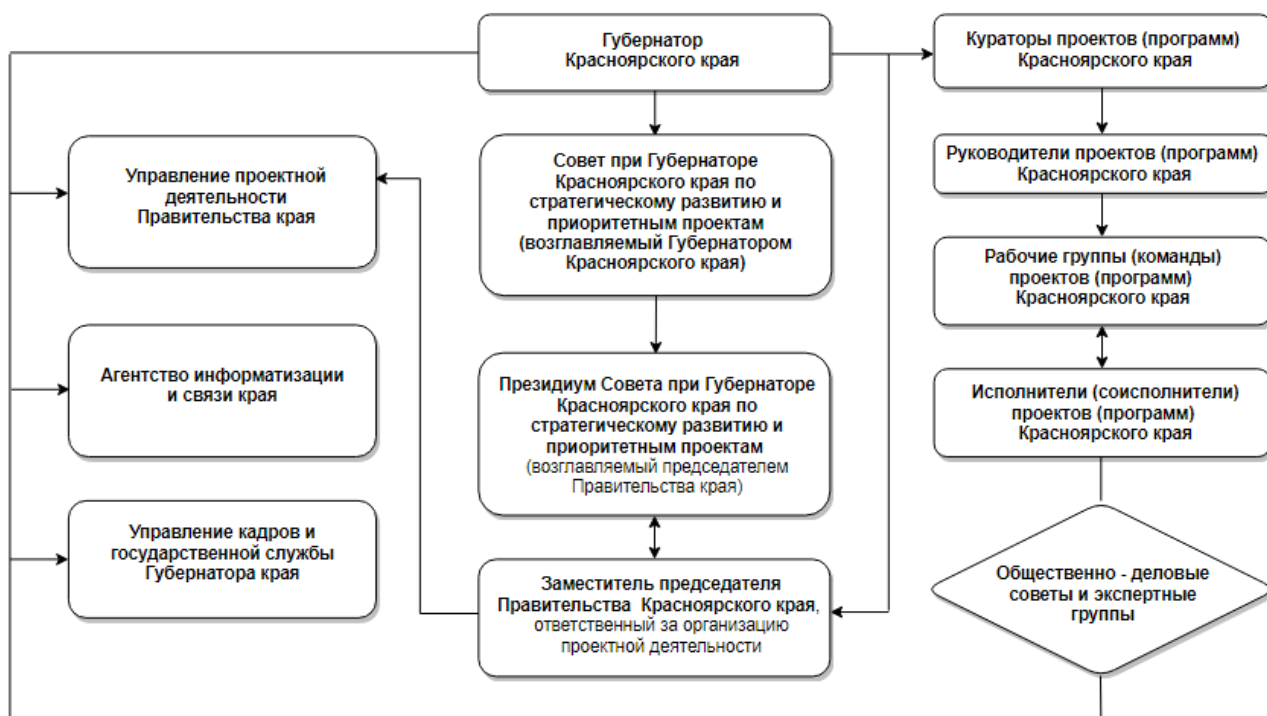 Губернатор
Красноярского края
Кураторы проектов (программ)
Красноярского края
Управление проектной
деятельности
Правительства края
Совет при Губернаторе
Красноярского края по
стратегическому развитию и
приоритетным проектам
(возглавляемый Губернатором
Красноярского края)
Руководители проектов (программ)
Красноярского края
Рабочие группы (команды)
проектов (программ)
Красноярского края
Агентство информатизации
и связи края
Президиум Совета при Губернаторе
Красноярского края по
стратегическому развитию и
приоритетным проектам
(возглавляемый председателем
Правительства края)
Исполнители (соисполнители)
проектов (программ)
Красноярского края
Управление кадров и
государственной службы
Губернатора края
Заместитель председателя
Правительства Красноярского края,
ответственный за организацию
проектной деятельности
Общественно - деловые
советы и экспертные
группы